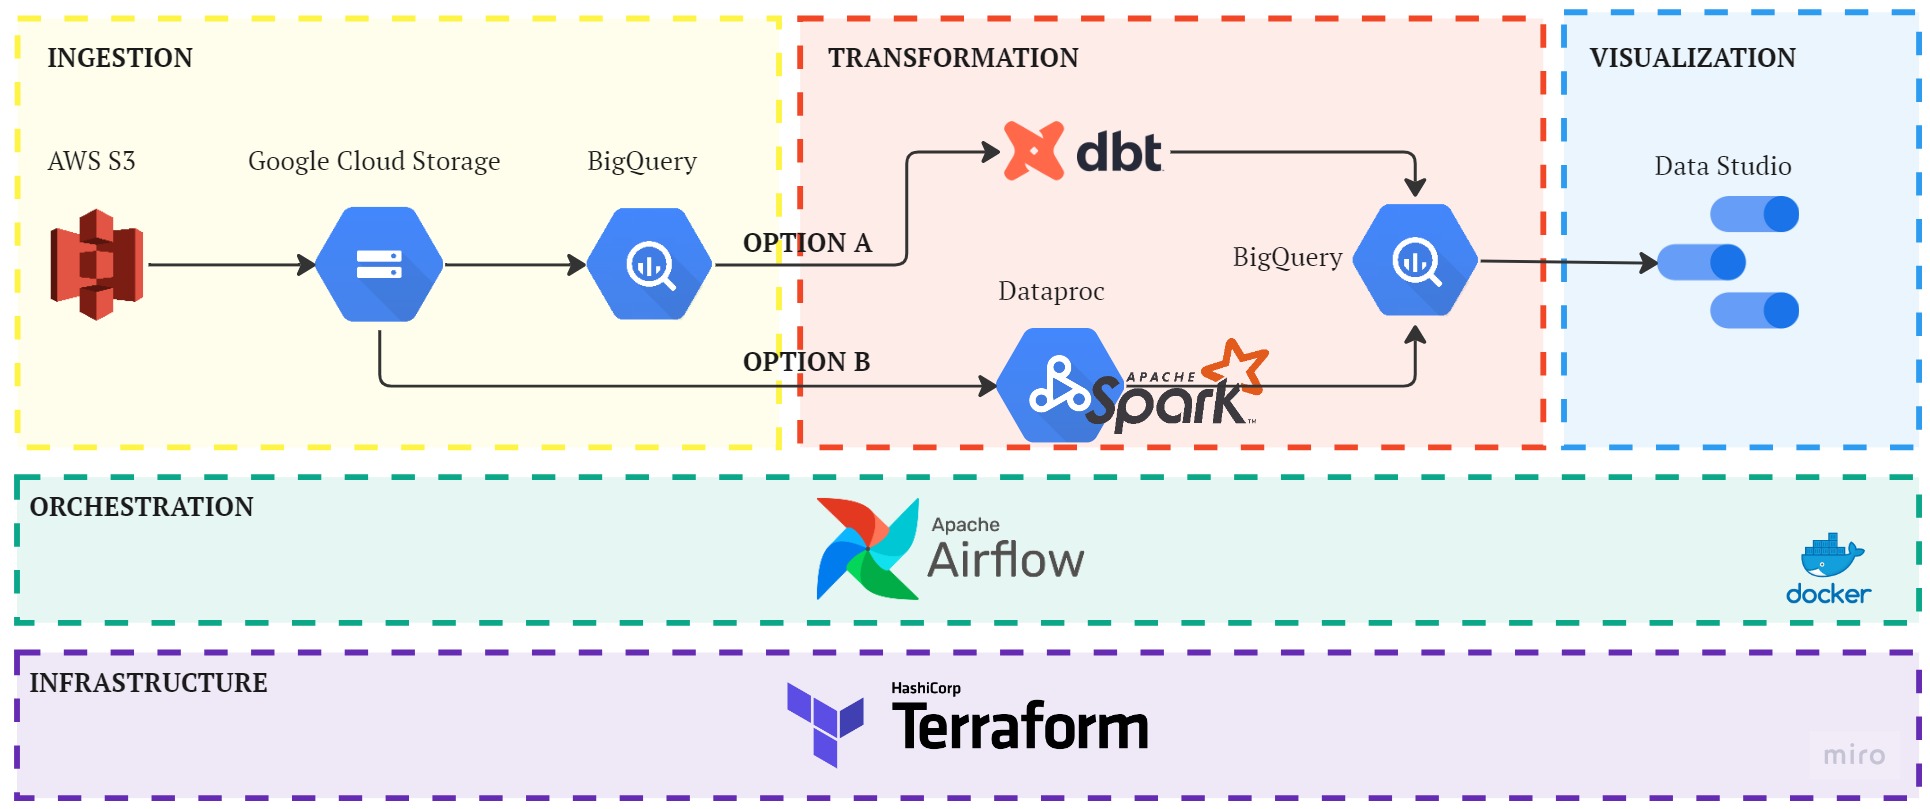 INGESTION
AWS S3
Google Cloud Storage
BigQuery
OPTION A
OPTION B
TRANSFORMATION
dbt
BigQuery
Dataproc
APACHE
Spark™
VISUALIZATION
Data Studio
ORCHESTRATION
Apache
Airflow
docker
INFRASTRUCTURE
HashiCorp
Terraform
miro